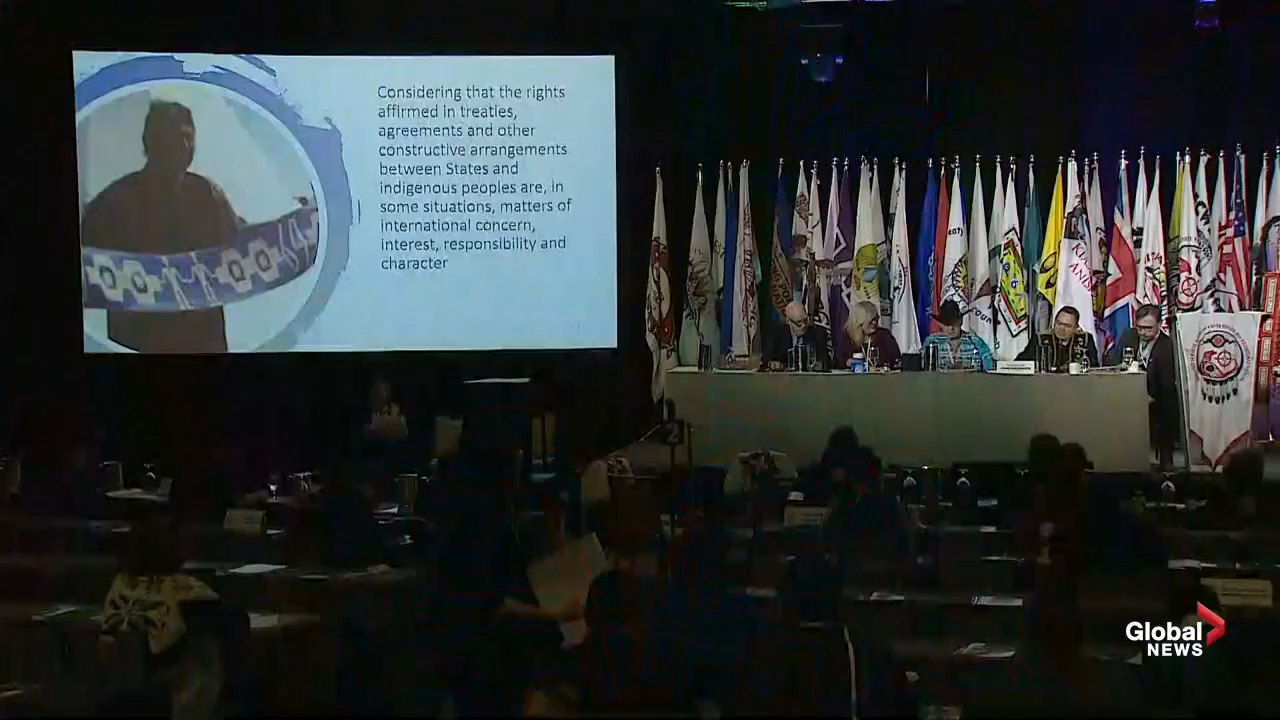 Considering that the rights
affirmed in treaties,
agreements and other
constructive arrangements
between States and
indigenous peoples are, in
some situations, matters of
international concern,
interest, responsibility and
character
2
Global
NEWS